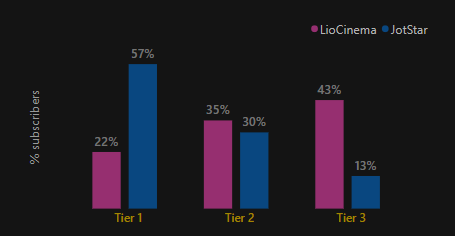 LioCinema JotStar
57%
22%
35%
30%
43%
13%
% subscribers
Tier 1 Tier 2 Tier 3